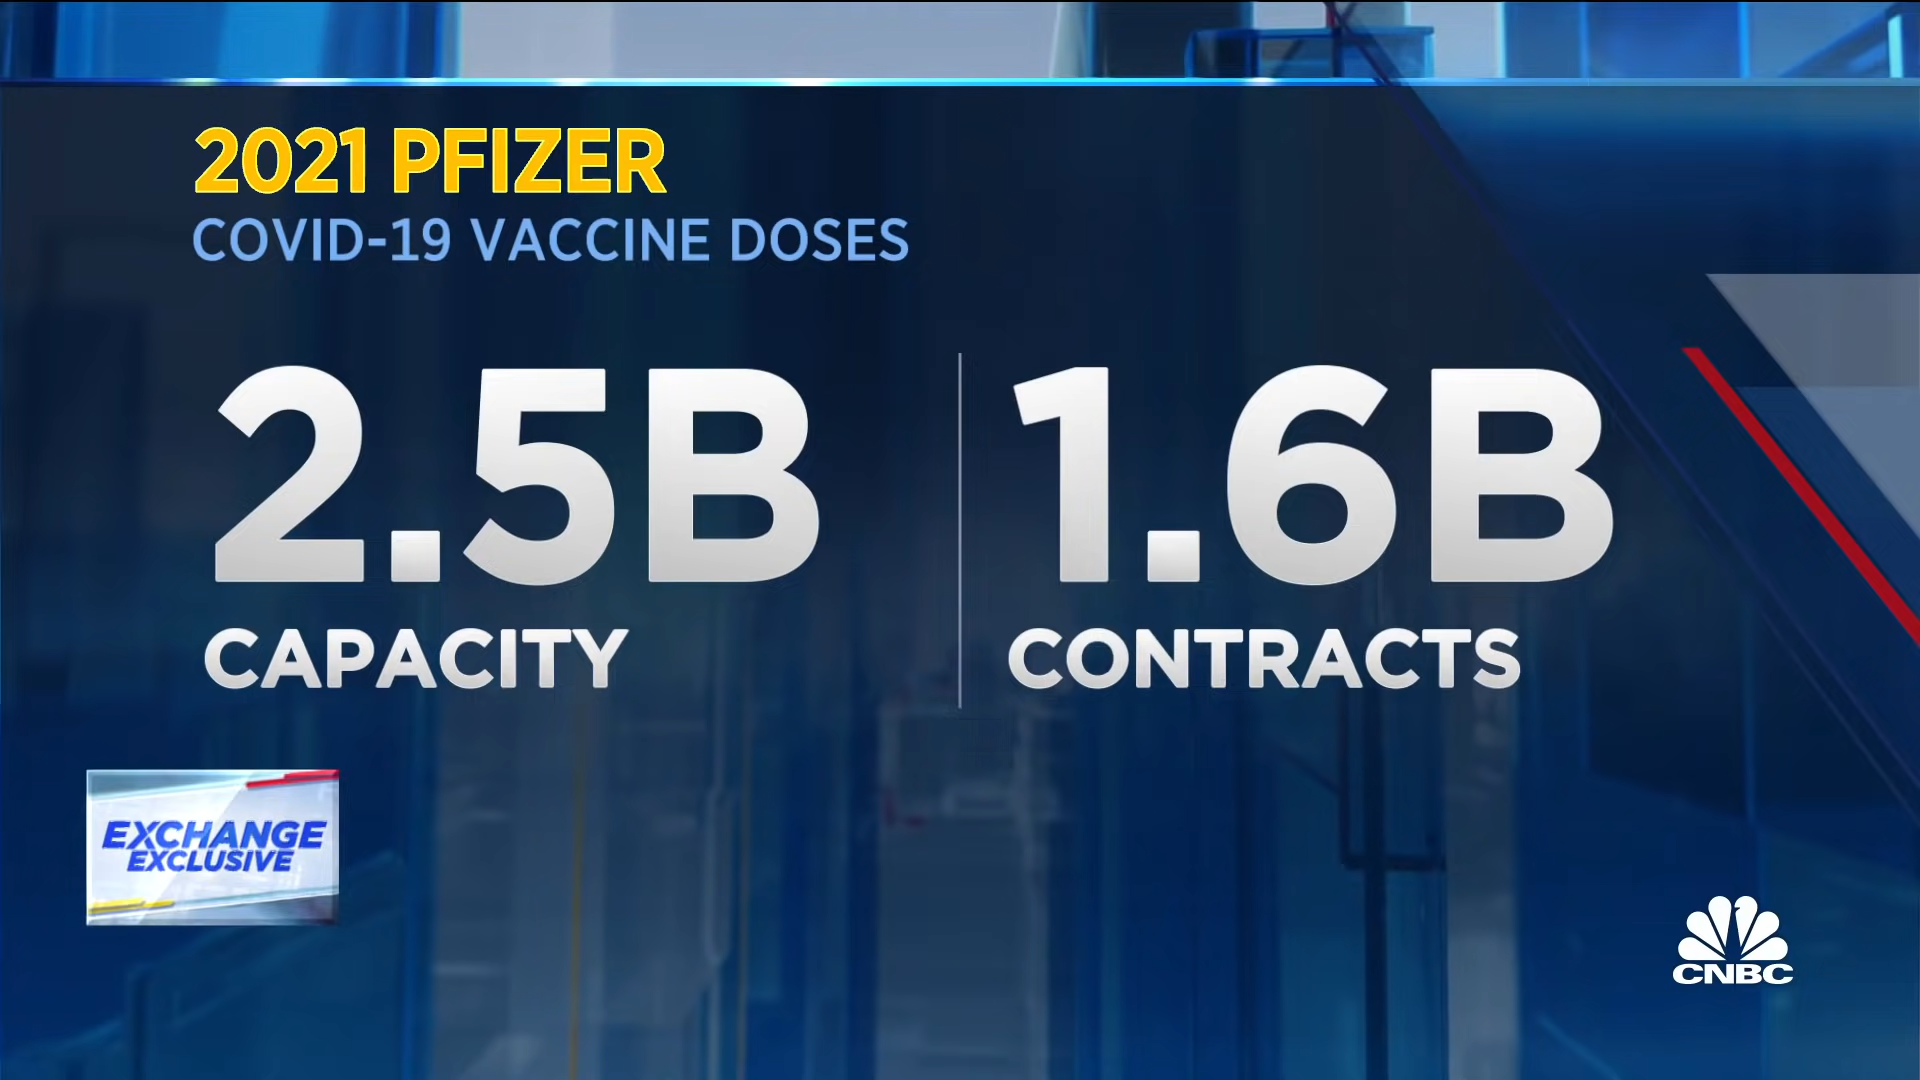 2021 PFIZER
COVID-19 VACCINE DOSES
2.5B
CAPACITY
1.6B
CONTRACTS
EXCHANGE
EXCLUSIVE
CNBC